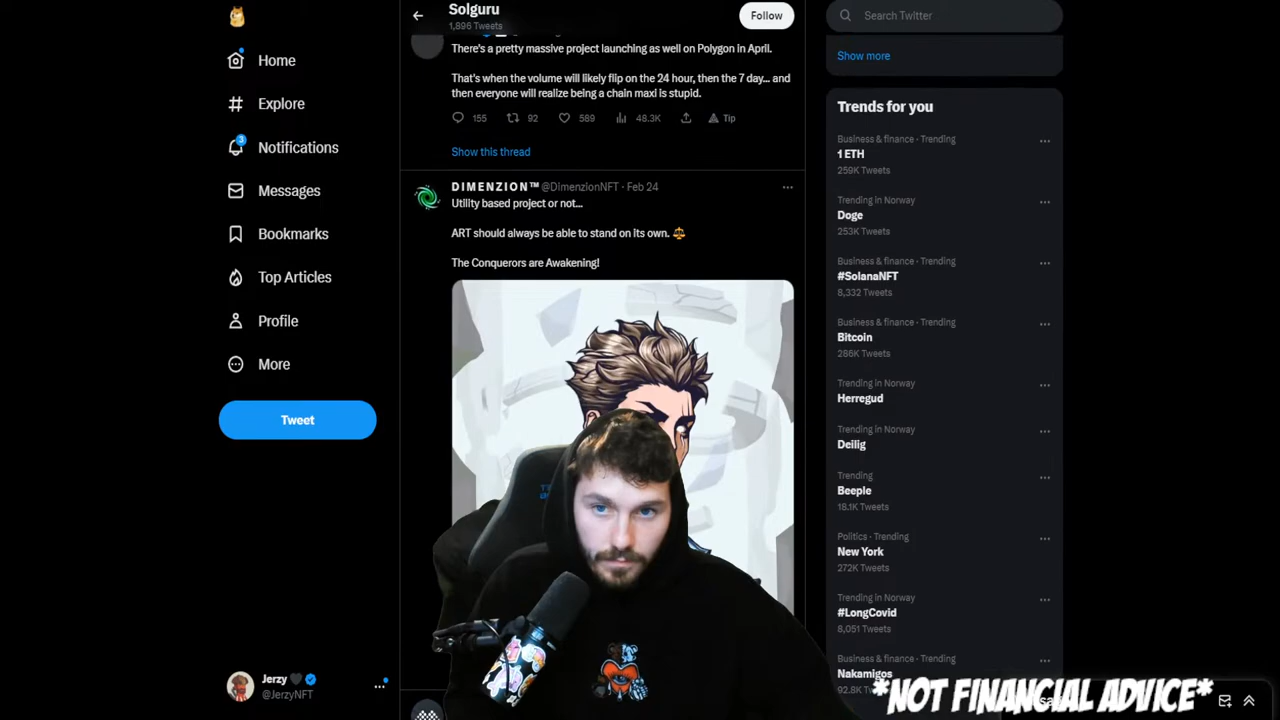 Home
Explore
3
Notifications
Messages
Bookmarks
Top Articles
Profile
More
Tweet
Jerzy
@JerzyNFT
Solguru
1,896 Tweets
Follow
There's a pretty massive project launching as well on Polygon in April.
That's when the volume will likely flip on the 24 hour, then the 7 day... and
then everyone will realize being a chain maxi is stupid.
155 92 589 48.3K Tip
Show this thread
DIMENZION™ @DimenzionNFT · Feb 24
Utility based project or not...
ART should always be able to stand on its own.
The Conquerors are Awakening!
Search Twitter
Show more
Trends for you
Business & finance · Trending
1 ETH
259K Tweets
Trending in Norway
Doge
253K Tweets
Business & finance · Trending
#SolanaNFT
8,332 Tweets
Business & finance · Trending
Bitcoin
286K Tweets
Trending in Norway
Herregud
Trending in Norway
Deilig
Trending
Beeple
18.1K Tweets
Politics · Trending
New York
272K Tweets
Trending in Norway
#LongCovid
8,051 Tweets
Business & finance · Trending
Nakamigos
92.8K
*NOT FINANCIAL ADVICE*